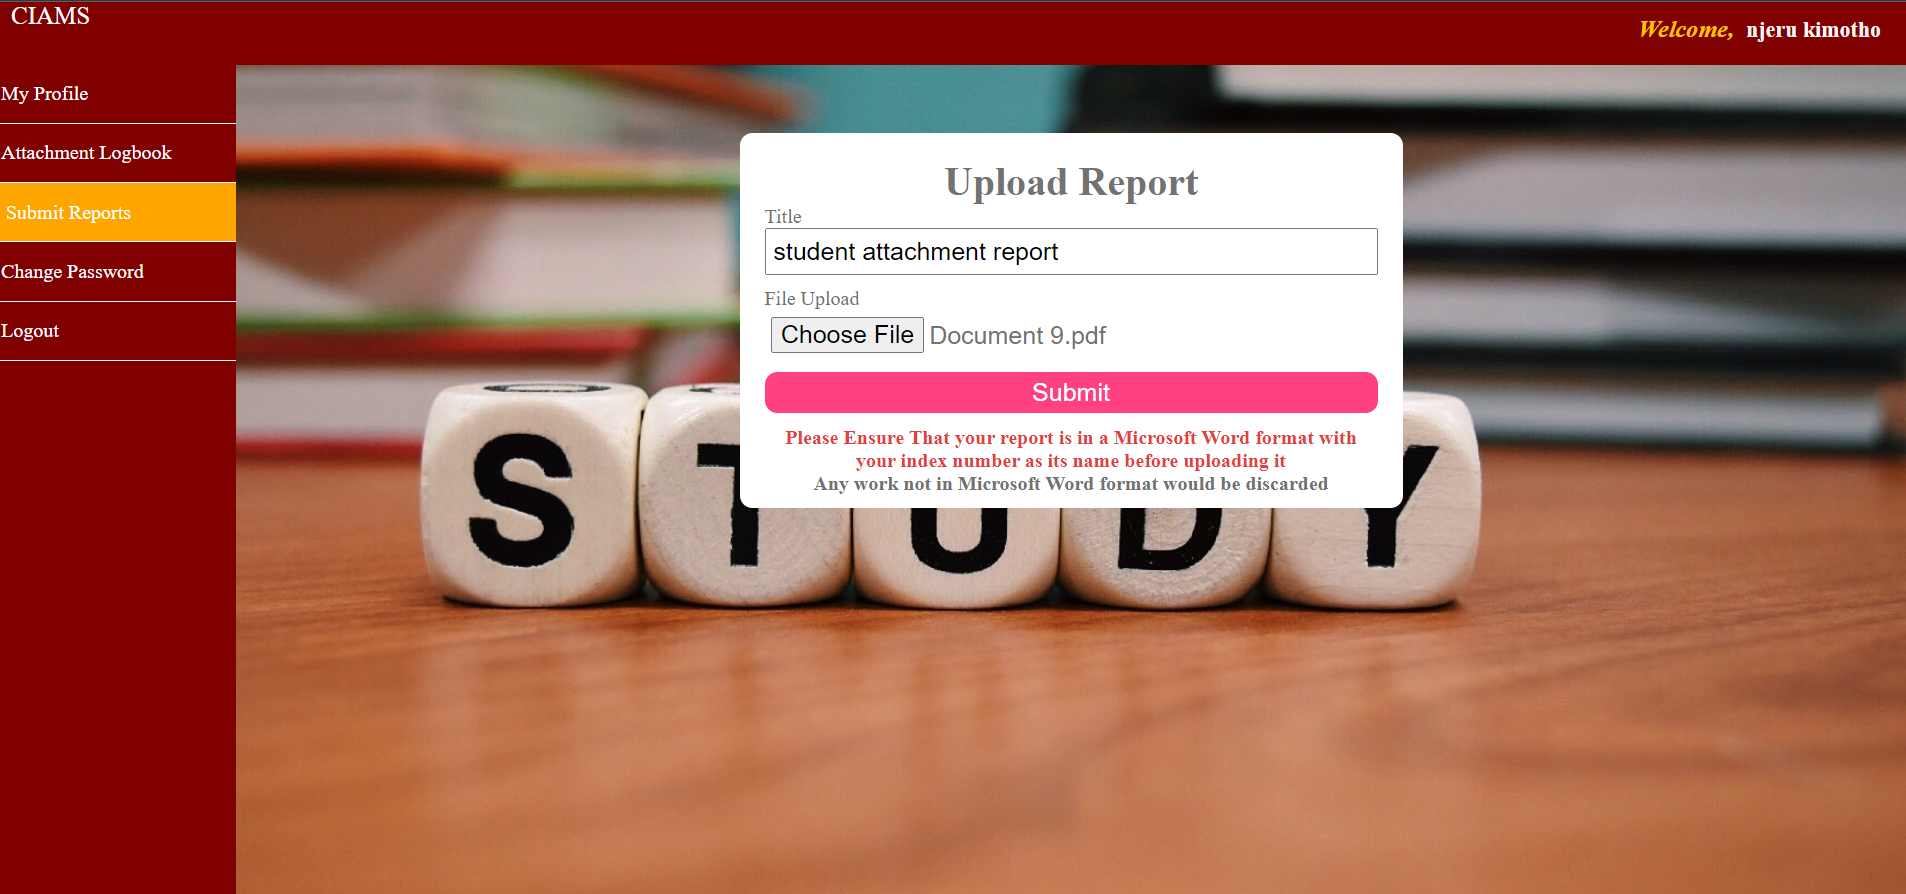 CIAMS
Welcome, njeru kimotho
My Profile
Attachment Logbook
Submit Reports
Change Password
Logout
Upload Report
Title
student attachment report
File Upload
Choose File Document 9.pdf
Submit
Please Ensure That your report is in a Microsoft Word format with
your index number as its name before uploading it
Any work not in Microsoft Word format would be discarded
STUDY